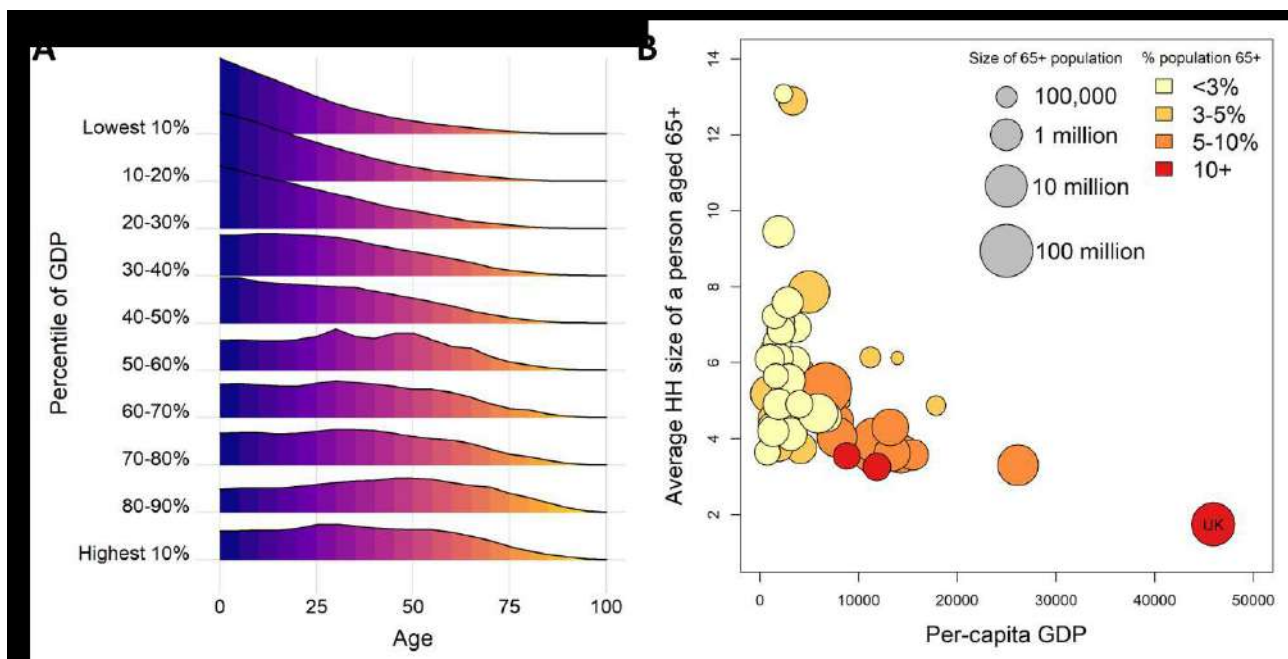 A
Percentile of GDP
Lowest 10%
10-20%
20-30%
30-40%
40-50%
50-60%
60-70%
70-80%
80-90%
Highest 10%
0 25 50 75 100
Age
B
Average HH size of a person aged 65+
14
12
10
8
6
4
2
Size of 65+ population
100,000
1 million
10 million
100 million
% population 65+
<3%
3-5%
5-10%
10+
UK
0 10000 20000 30000 40000 50000
Per-capita GDP